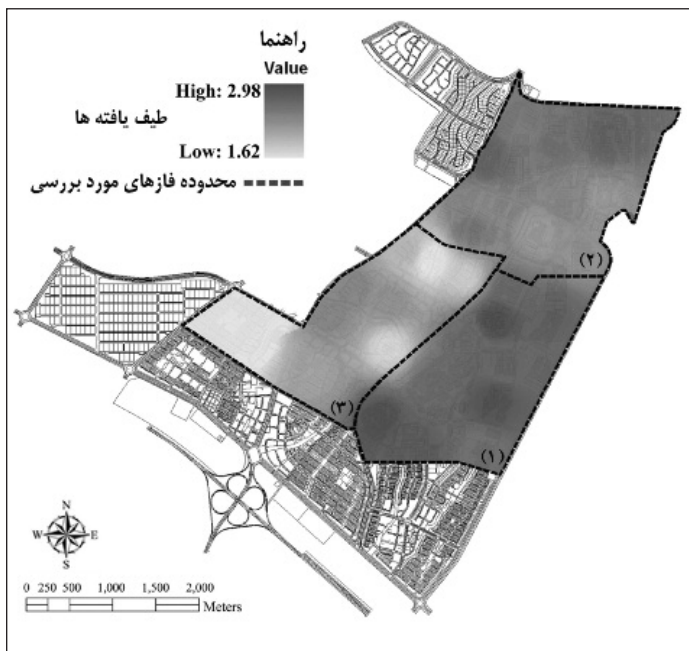 راهنما
Value
High: 2.98
طیف یافته ها
Low: 1.62
محدوده فازهای مورد بررسی
(۲)
(۳)
(۱)
N
W E
S
0 250 500 1,000 1,500 2,000
Meters